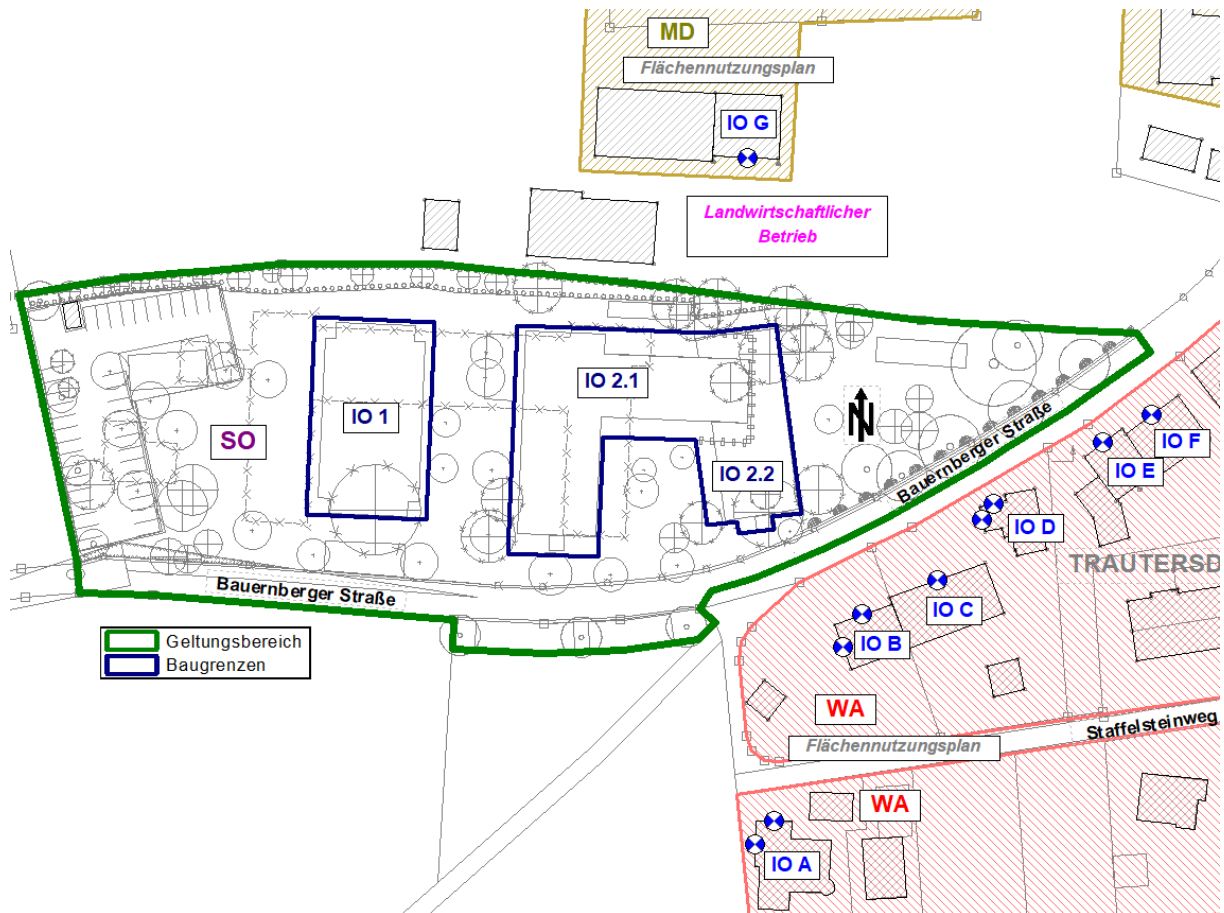 MD
Flächennutzungsplan
IO G
Landwirtschaftlicher
Betrieb
IO 2.1
IO 1
SO
N
IO 2.2
Bauernberger Straße
IO F
IO E
IO D
TRAUTERSD
Bauernberger Straße
IO C
IO B
Geltungsbereich
Baugrenzen
WA
Staffelsteinweg
Flächennutzungsplan
WA
IO A